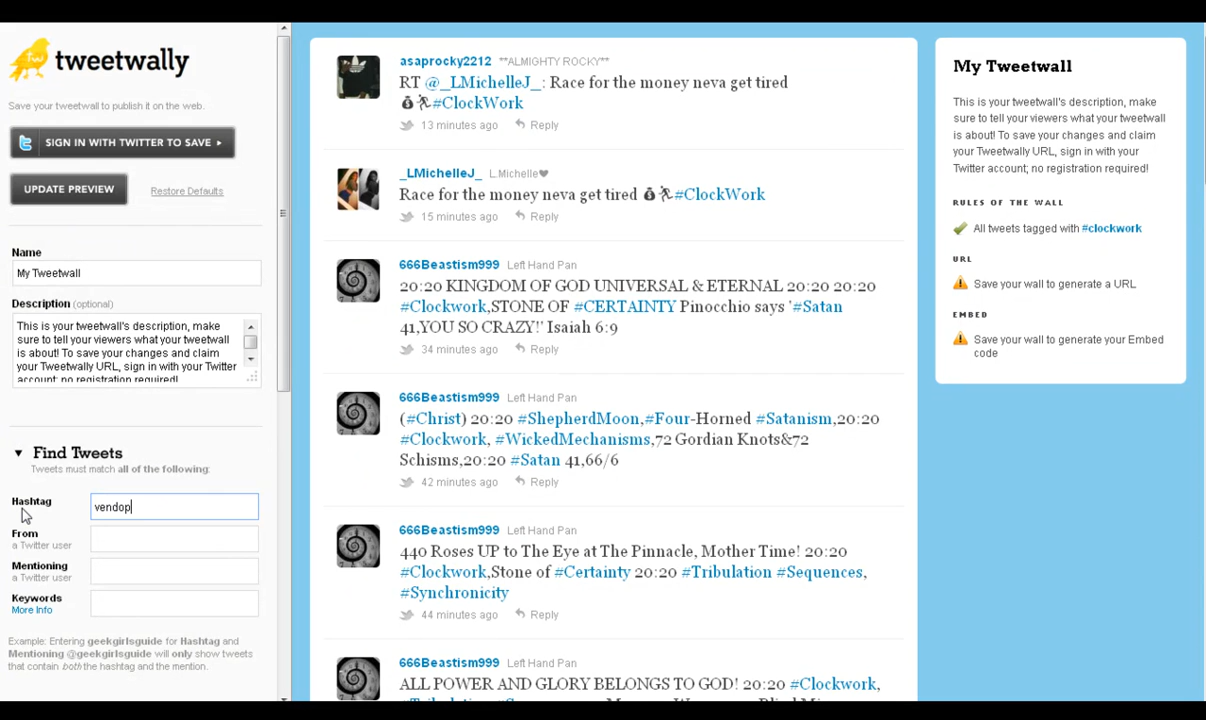 tweetwally
Save your tweetwall to publish it on the web.
SIGN IN WITH TWITTER TO SAVE ▸
UPDATE PREVIEW
Restore Defaults
Name
My Tweetwall
Description (optional)
This is your tweetwall's description, make
sure to tell your viewers what your tweetwall
is about! To save your changes and claim
your Tweetwally URL, sign in with your Twitter
account; no registration required!
Find Tweets
Tweets must match all of the following:
Hashtag
vendop
From
a Twitter user
Mentioning
a Twitter user
Keywords
More Info
Example: Entering geekgirlsguide for Hashtag and
Mentioning @geekgirlsguide will only show tweets
that contain both the hashtag and the mention.
asaprocky2212 **ALMIGHTY ROCKY**
RT @_LMichelleJ_: Race for the money neva get tired
💰🏃#ClockWork
13 minutes ago Reply
_LMichelleJ_ L.Michelle♥
Race for the money neva get tired 💰🏃#ClockWork
15 minutes ago Reply
666Beastism999 Left Hand Pan
20:20 KINGDOM OF GOD UNIVERSAL & ETERNAL 20:20 20:20
#Clockwork,STONE OF #CERTAINTY Pinocchio says '#Satan
41,YOU SO CRAZY!' Isaiah 6:9
34 minutes ago Reply
666Beastism999 Left Hand Pan
(#Christ) 20:20 #ShepherdMoon,#Four-Horned #Satanism,20:20
#Clockwork, #WickedMechanisms,72 Gordian Knots&72
Schisms,20:20 #Satan 41,66/6
42 minutes ago Reply
666Beastism999 Left Hand Pan
440 Roses UP to The Eye at The Pinnacle, Mother Time! 20:20
#Clockwork,Stone of #Certainty 20:20 #Tribulation #Sequences,
#Synchronicity
44 minutes ago Reply
666Beastism999 Left Hand Pan
ALL POWER AND GLORY BELONGS TO GOD! 20:20 #Clockwork,
My Tweetwall
This is your tweetwall's description, make
sure to tell your viewers what your tweetwall
is about! To save your changes and claim
your Tweetwally URL, sign in with your
Twitter account; no registration required!
RULES OF THE WALL
All tweets tagged with #clockwork
URL
Save your wall to generate a URL
EMBED
Save your wall to generate your Embed
code